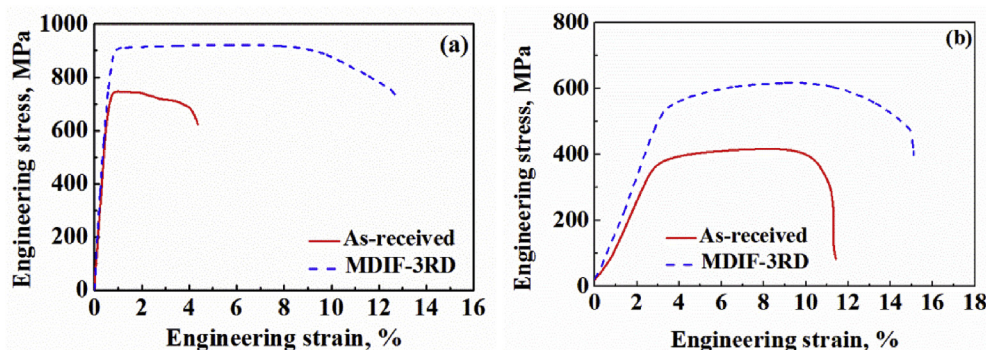 (a)
Engineering stress, MPa
1000
800
600
400
200
0
As-received
MDIF-3RD
0 2 4 6 8 10 12 14 16
Engineering strain, %
(b)
Engineering stress, MPa
800
600
400
200
0
As-received
MDIF-3RD
0 2 4 6 8 10 12 14 16 18
Engineering strain, %